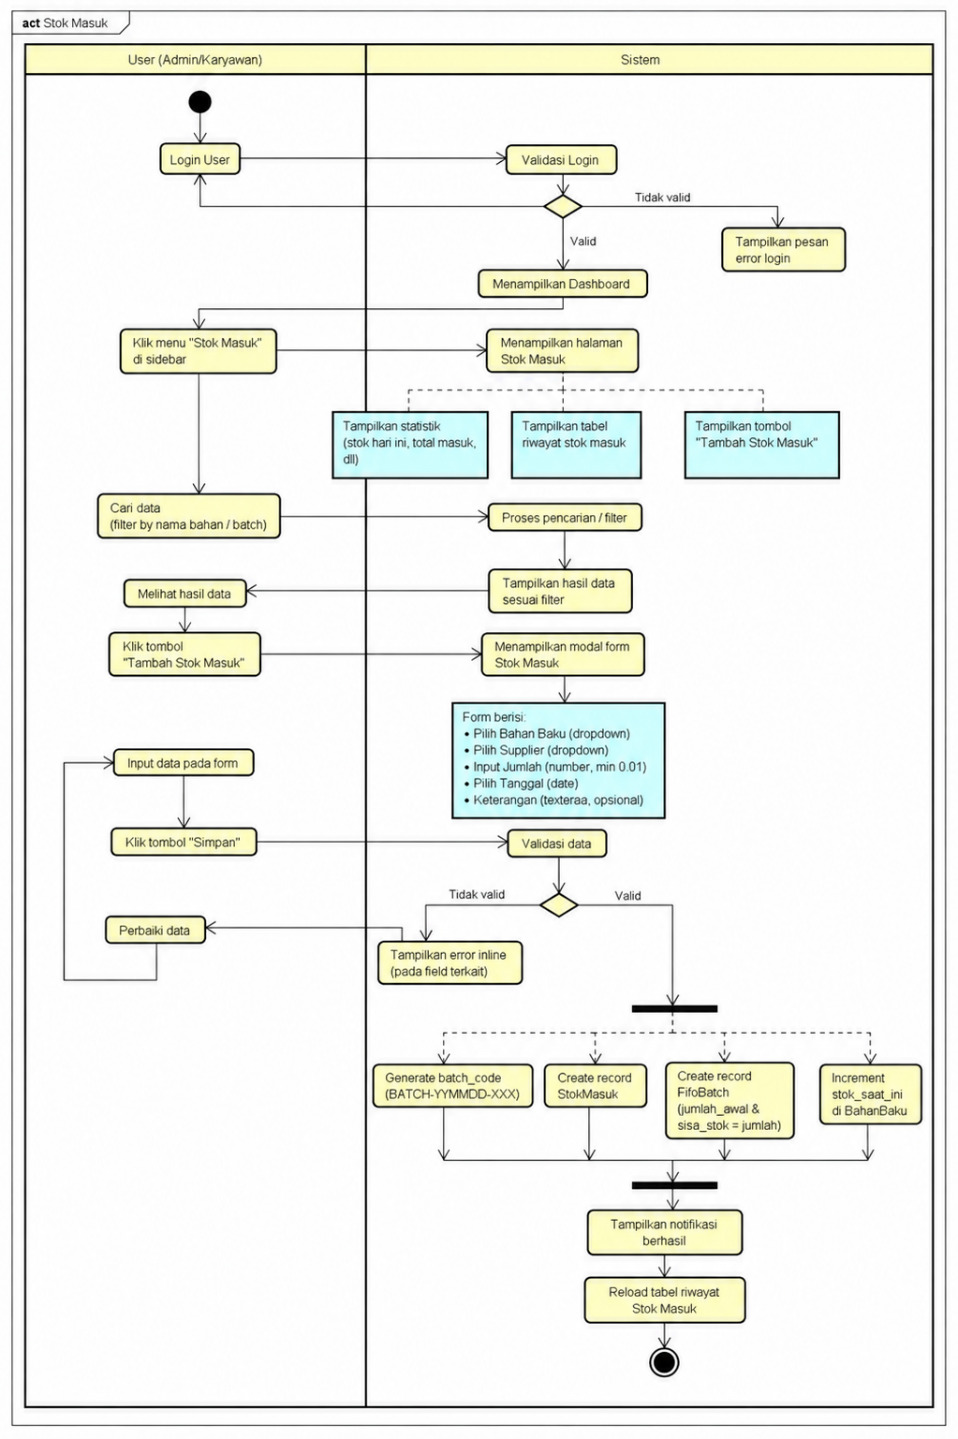 act Stok Masuk
User (Admin/Karyawan)
Sistem
Login User
Validasi Login
Tidak valid
Valid
Tampilkan pesan
error login
Menampilkan Dashboard
Klik menu "Stok Masuk"
di sidebar
Menampilkan halaman
Stok Masuk
Tampilkan statistik
(stok hari ini, total masuk,
dll)
Tampilkan tabel
riwayat stok masuk
Tampilkan tombol
"Tambah Stok Masuk"
Cari data
(filter by nama bahan / batch)
Proses pencarian / filter
Tampilkan hasil data
sesuai filter
Melihat hasil data
Klik tombol
"Tambah Stok Masuk"
Menampilkan modal form
Stok Masuk
Form berisi:
• Pilih Bahan Baku (dropdown)
• Pilih Supplier (dropdown)
• Input Jumlah (number, min 0.01)
• Pilih Tanggal (date)
• Keterangan (texteraa, opsional)
Input data pada form
Klik tombol "Simpan"
Validasi data
Tidak valid
Valid
Perbaiki data
Tampilkan error inline
(pada field terkait)
Generate batch_code
(BATCH-YYMMDD-XXX)
Create record
StokMasuk
Create record
FifoBatch
(jumlah_awal &
sisa_stok = jumlah)
Increment
stok_saat_ini
di BahanBaku
Tampilkan notifikasi
berhasil
Reload tabel riwayat
Stok Masuk